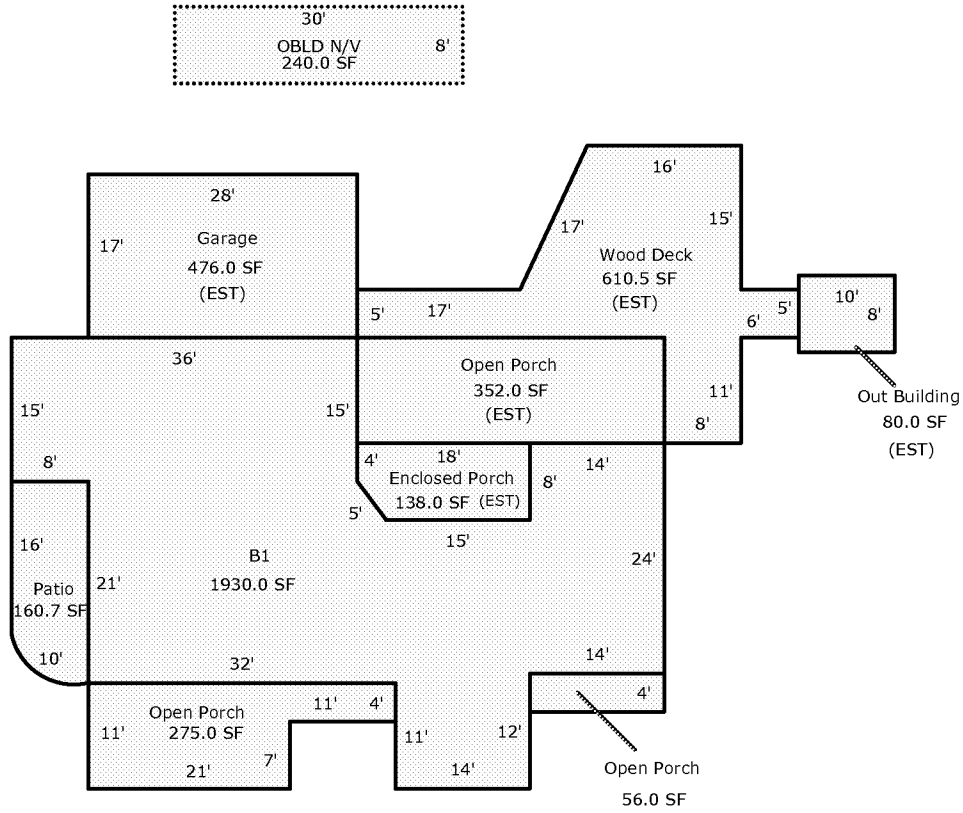 30'
OBLD N/V
8'
240.0 SF
16'
28'
15'
17'
17'
Garage
Wood Deck
476.0 SF
610.5 SF
(EST)
(EST)
5'
17'
6'
5'
10'
8'
36'
Open Porch
352.0 SF
(EST)
15'
15'
11'
8'
Out Building
80.0 SF
(EST)
8'
4'
18'
14'
Enclosed Porch
8'
138.0 SF (EST)
5'
15'
16'
B1
24'
21'
1930.0 SF
Patio
160.7 SF
10'
32'
14'
11'
4'
4'
Open Porch
275.0 SF
11'
11'
12'
7'
21'
14'
Open Porch
56.0 SF